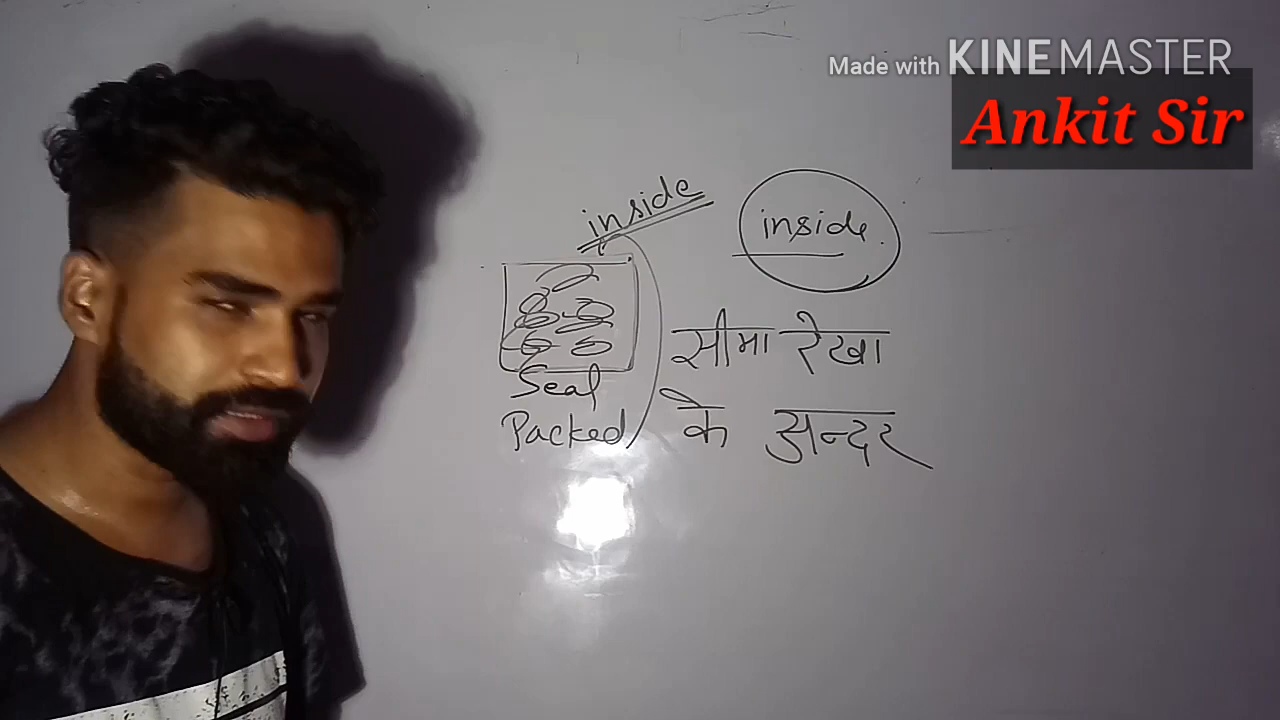 Made with KINEMASTER
Ankit Sir
inside
inside.
सीमा रेखा
के अन्दर
Seal
Packed